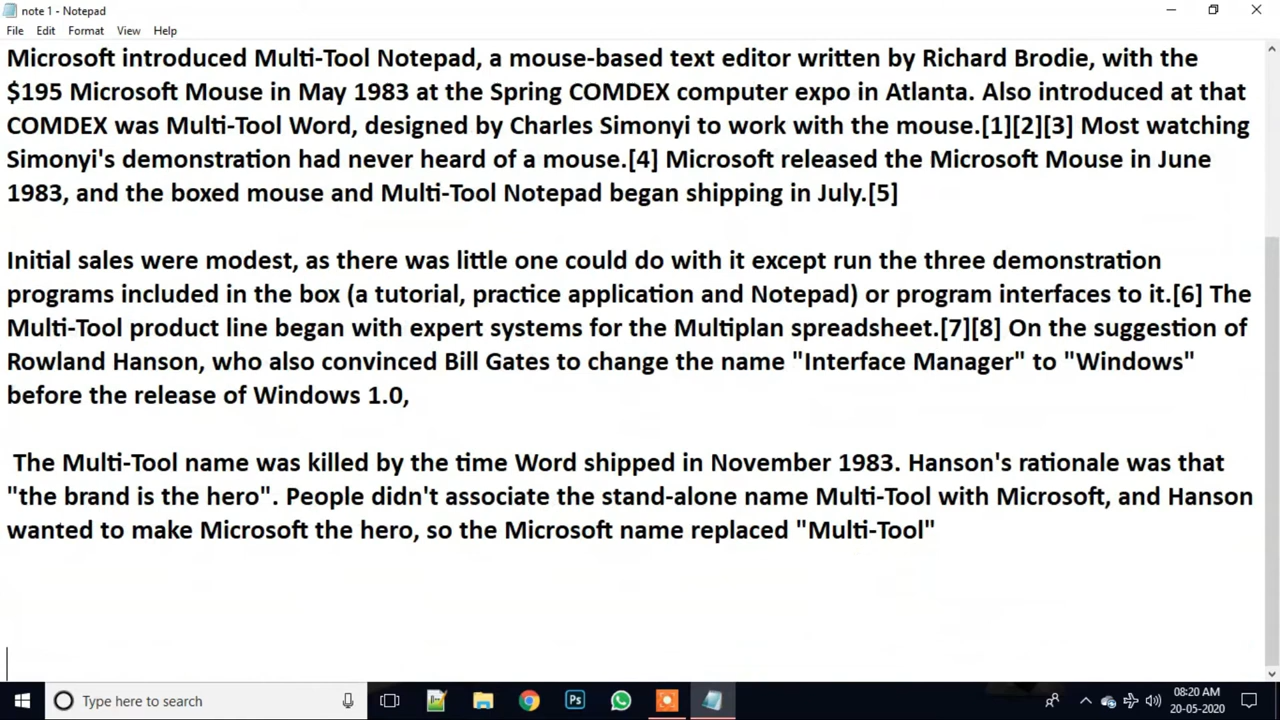 note 1 - Notepad
File Edit Format View Help
Microsoft introduced Multi-Tool Notepad, a mouse-based text editor written by Richard Brodie, with the
$195 Microsoft Mouse in May 1983 at the Spring COMDEX computer expo in Atlanta. Also introduced at that
COMDEX was Multi-Tool Word, designed by Charles Simonyi to work with the mouse.[1][2][3] Most watching
Simonyi's demonstration had never heard of a mouse.[4] Microsoft released the Microsoft Mouse in June
1983, and the boxed mouse and Multi-Tool Notepad began shipping in July.[5]
Initial sales were modest, as there was little one could do with it except run the three demonstration
programs included in the box (a tutorial, practice application and Notepad) or program interfaces to it.[6] The
Multi-Tool product line began with expert systems for the Multiplan spreadsheet.[7][8] On the suggestion of
Rowland Hanson, who also convinced Bill Gates to change the name "Interface Manager" to "Windows"
before the release of Windows 1.0,
The Multi-Tool name was killed by the time Word shipped in November 1983. Hanson's rationale was that
"the brand is the hero". People didn't associate the stand-alone name Multi-Tool with Microsoft, and Hanson
wanted to make Microsoft the hero, so the Microsoft name replaced "Multi-Tool"
Type here to search
Ps
08:20 AM
20-05-2020